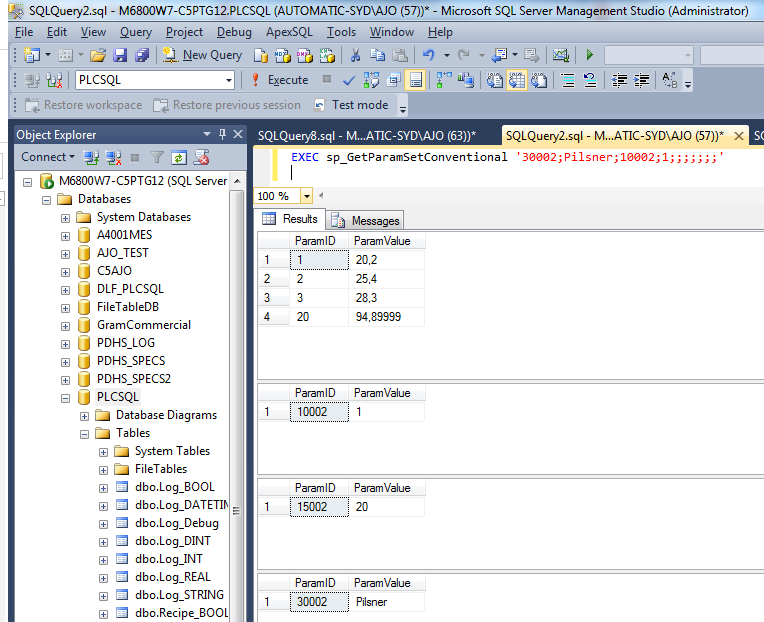 SQLQuery2.sql - M6800W7-C5PTG12.PLCSQL (AUTOMATIC-SYD\AJO (57))* - Microsoft SQL Server Management Studio (Administrator)
File Edit View Query Project Debug ApexSQL Tools Window Help
New Query
PLCSQL Execute
Restore workspace Restore previous session Test mode
Object Explorer
Connect
M6800W7-C5PTG12 (SQL Server
Databases
System Databases
A4001MES
AJO_TEST
C5AJO
DLF_PLCSQL
FileTableDB
GramCommercial
PDHS_LOG
PDHS_SPECS
PDHS_SPECS2
PLCSQL
Database Diagrams
Tables
System Tables
FileTables
dbo.Log_BOOL
dbo.Log_DATETIM
dbo.Log_Debug
dbo.Log_DINT
dbo.Log_INT
dbo.Log_REAL
dbo.Log_STRING
dbo.Recipe_BOOL
SQLQuery8.sql - M...ATIC-SYD\AJO (63))* SQLQuery2.sql - M...ATIC-SYD\AJO (57))*
EXEC sp_GetParamSetConventional '30002;Pilsner;10002;1;;;;;;;'
100 %
Results Messages
ParamID ParamValue
1 1 20,2
2 2 25,4
3 3 28,3
4 20 94,89999
ParamID ParamValue
1 10002 1
ParamID ParamValue
1 15002 20
ParamID ParamValue
1 30002 Pilsner